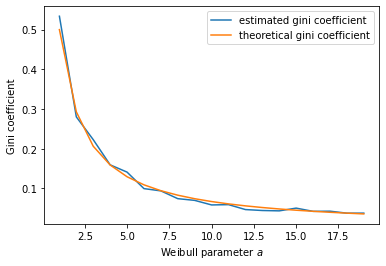 estimated gini coefficient
theoretical gini coefficient
Gini coefficient
0.5
0.4
0.3
0.2
0.1
2.5 5.0 7.5 10.0 12.5 15.0 17.5
Weibull parameter a